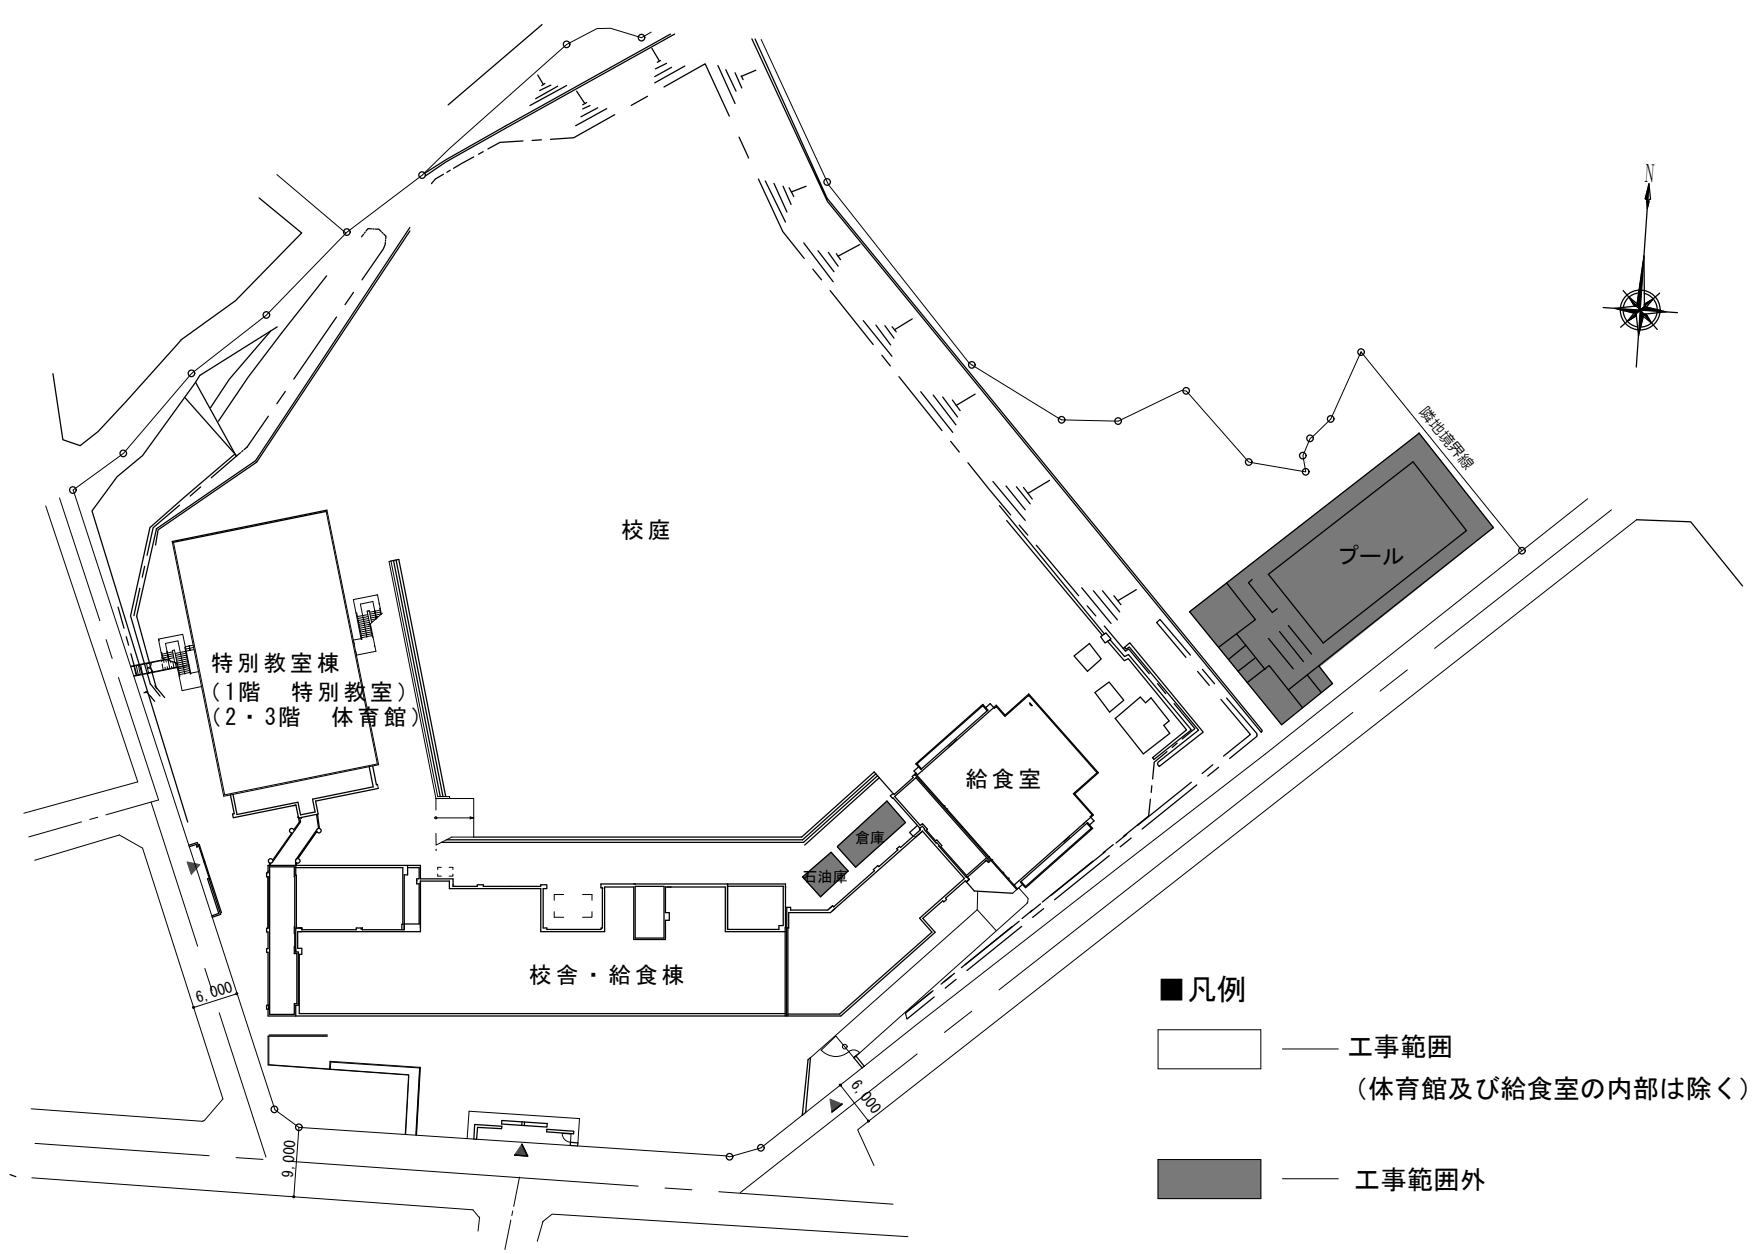 N
隣地境界線
校庭
プール
特別教室棟
（1階　特別教室）
（2・3階　体育館）
給食室
倉庫
石油庫
校舎・給食棟
6,000
■凡例
工事範囲
（体育館及び給食室の内部は除く）
6,000
9,000
工事範囲外